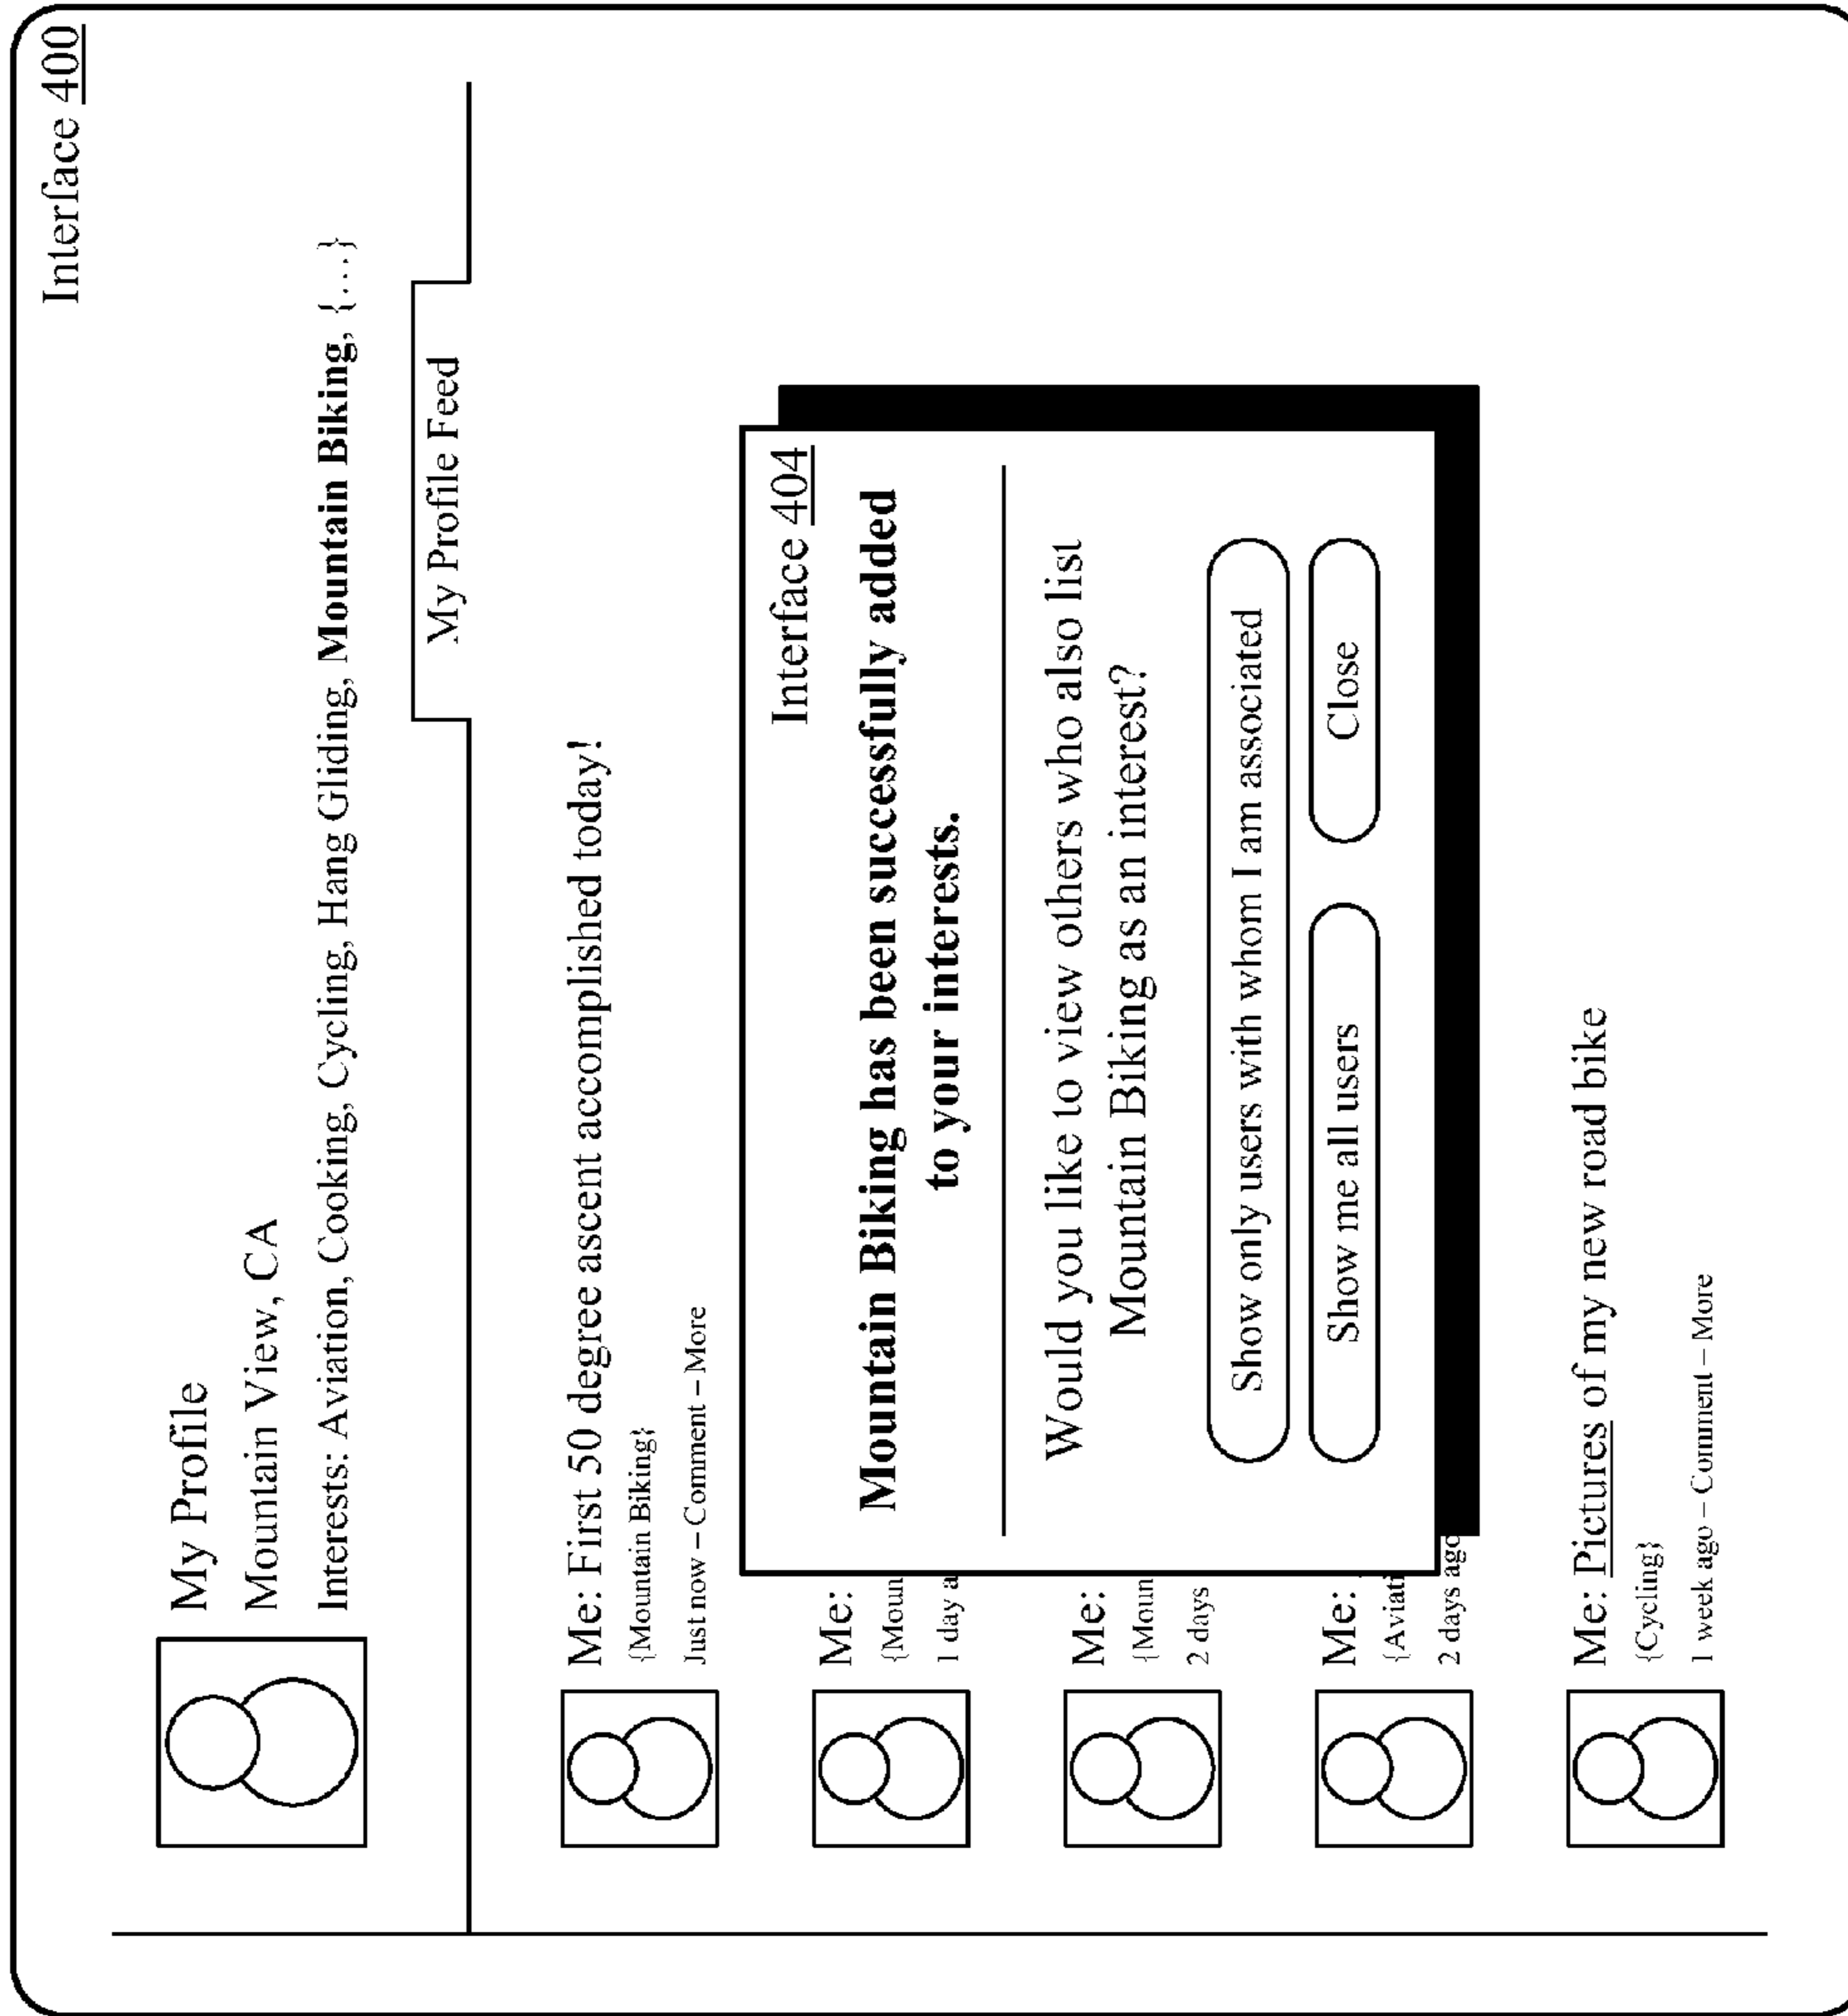 Interface 400
My Profile
Mountain View, CA
Interests: Aviation, Cooking, Cycling, Hang Gliding, Mountain Biking, {…}
My Profile Feed
Me: First 50 degree ascent accomplished today!
{Mountain Biking}
Just now – Comment – More
Interface 404
Mountain Biking has been successfully added
to your interests.
Would you like to view others who also list
Mountain Biking as an interest?
Show only users with whom I am associated
Show me all users
Close
Me:
{Moun
1 day a
Me:
{Moun
2 days
Me:
{Aviati
2 days ago
Me: Pictures of my new road bike
{Cycling}
1 week ago – Comment – More